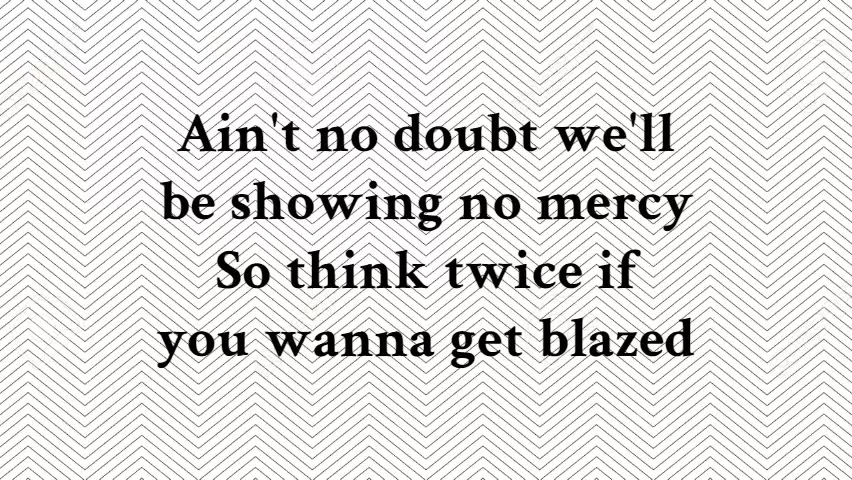 Ain't no doubt we'll
be showing no mercy
So think twice if
you wanna get blazed